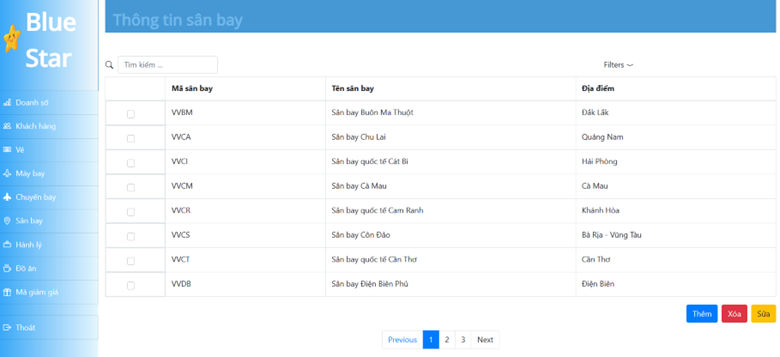 Blue
Star
Doanh số
Khách hàng
Vé
Máy bay
Chuyến bay
Sân bay
Hành lý
Đồ ăn
Mã giảm giá
Thoát
Thông tin sân bay
Tìm kiếm ...
Filters
Mã sân bay Tên sân bay Địa điểm
VVBM Sân bay Buôn Ma Thuột Đắk Lắk
VVCA Sân bay Chu Lai Quảng Nam
VVCI Sân bay quốc tế Cát Bi Hải Phòng
VVCM Sân bay Cà Mau Cà Mau
VVCR Sân bay quốc tế Cam Ranh Khánh Hòa
VVCS Sân bay Côn Đảo Bà Rịa - Vũng Tàu
VVCT Sân bay quốc tế Cần Thơ Cần Thơ
VVDB Sân bay Điện Biên Phủ Điện Biên
Thêm Xóa Sửa
Previous 1 2 3 Next